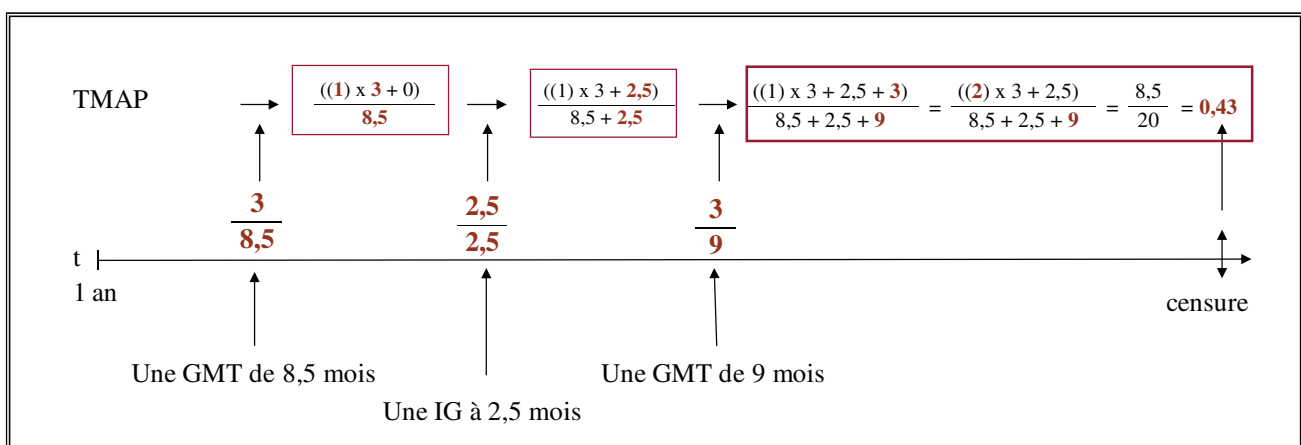 TMAP
((1) x 3 + 0)
8,5
((1) x 3 + 2,5)
8,5 + 2,5
((1) x 3 + 2,5 + 3)
8,5 + 2,5 + 9
=
((2) x 3 + 2,5)
8,5 + 2,5 + 9
=
8,5
20
= 0,43
3
8,5
2,5
2,5
3
9
t
1 an
censure
Une GMT de 8,5 mois
Une GMT de 9 mois
Une IG à 2,5 mois